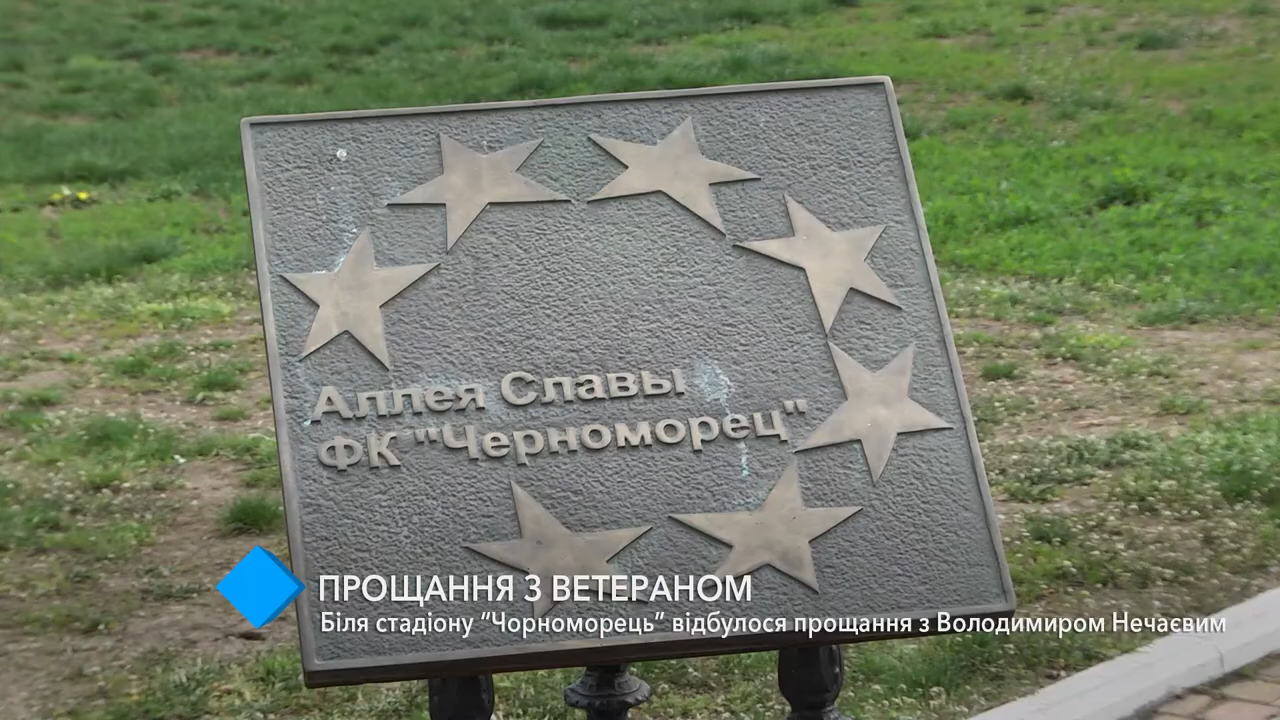 Аллея Славы
ФК "Черноморец"
ПРОЩАННЯ З ВЕТЕРАНОМ
Біля стадіону “Чорноморець” відбулося прощання з Володимиром Нечаєвим